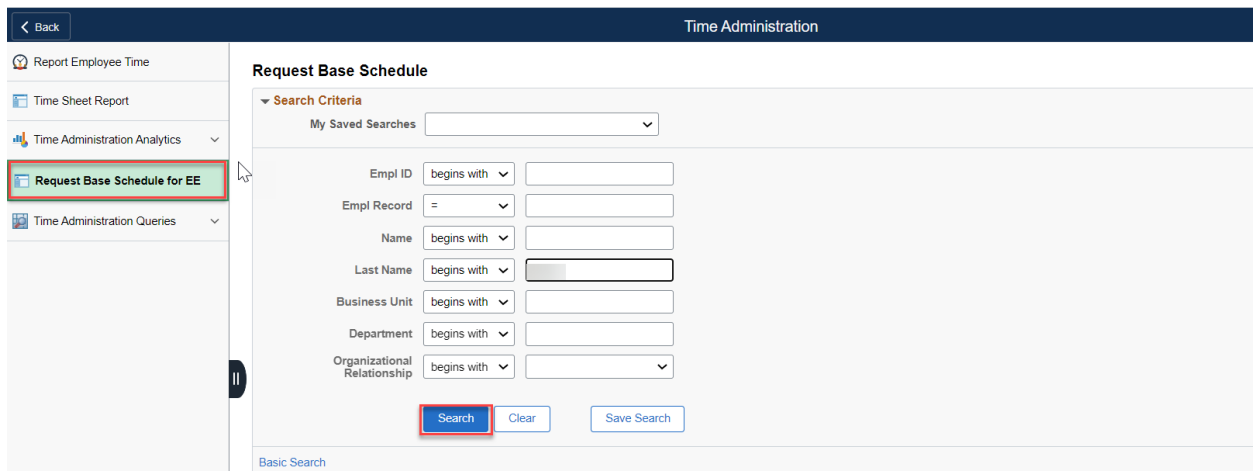 Back
Time Administration
Report Employee Time
Time Sheet Report
Time Administration Analytics
Request Base Schedule for EE
Time Administration Queries
Request Base Schedule
Search Criteria
My Saved Searches
Empl ID begins with
Empl Record =
Name begins with
Last Name begins with
Business Unit begins with
Department begins with
Organizational
Relationship begins with
Search Clear Save Search
Basic Search